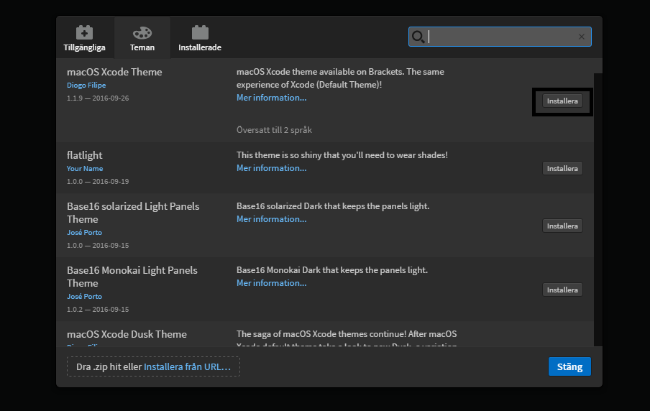 Tillgängliga Teman Installerade
macOS Xcode Theme
Diogo Filipe
1.1.9 — 2016-09-26
macOS Xcode theme available on Brackets. The same
experience of Xcode (Default Theme)!
Mer information...
Översatt till 2 språk
Installera
flatlight
Your Name
1.0.0 — 2016-09-19
This theme is so shiny that you'll need to wear shades!
Mer information...
Installera
Base16 solarized Light Panels
Theme
José Porto
1.0.0 — 2016-09-15
Base16 solarized Dark that keeps the panels light.
Mer information...
Installera
Base16 Monokai Light Panels
Theme
José Porto
1.0.2 — 2016-09-15
Base16 Monokai Dark that keeps the panels light.
Mer information...
Installera
macOS Xcode Dusk Theme
The saga of macOS Xcode themes continue! After macOS
Dra .zip hit eller Installera från URL...
Stäng